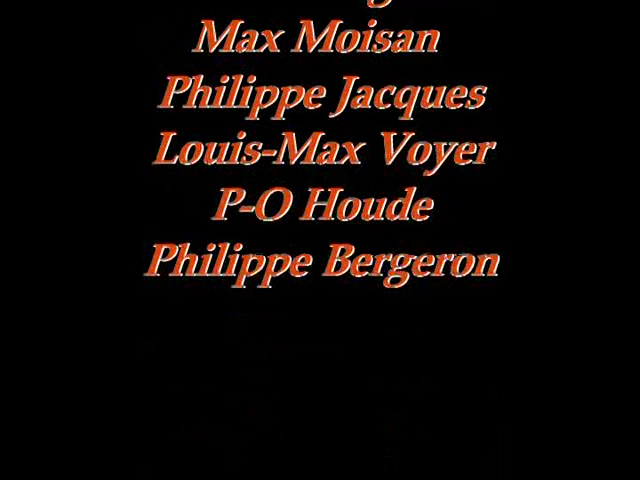 Max Moisan
Philippe Jacques
Louis-Max Voyer
P-O Houde
Philippe Bergeron